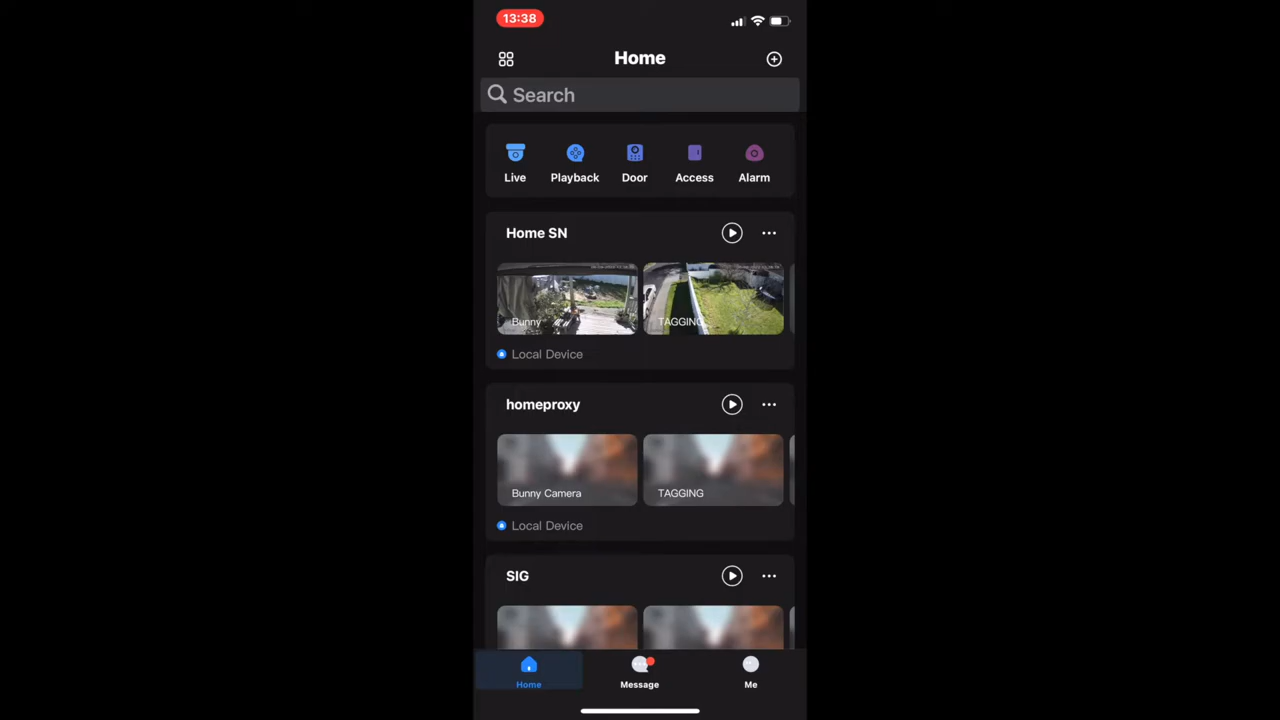 13:38
Home
Search
Live
Playback
Door
Access
Alarm
Home SN
Bunny
TAGGING
Local Device
homeproxy
Bunny Camera
TAGGING
Local Device
SIG
Home
Message
Me